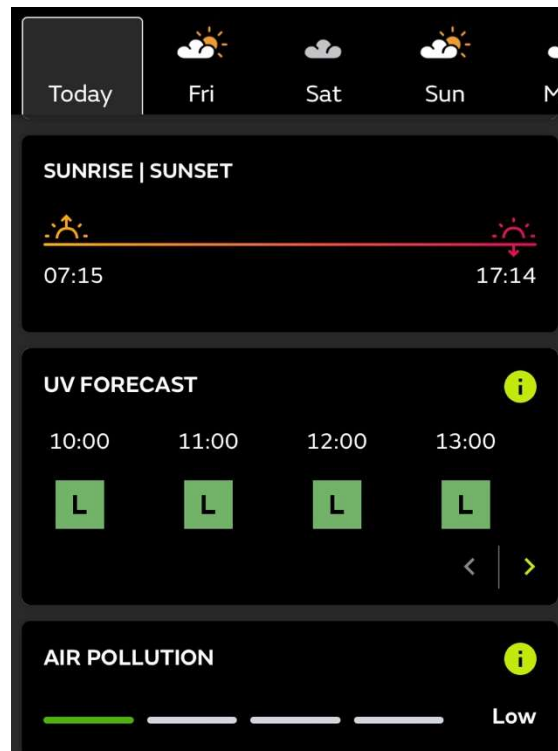 Today Fri Sat Sun M
SUNRISE | SUNSET
07:15 17:14
UV FORECAST i
10:00 11:00 12:00 13:00
L L L L
< | >
AIR POLLUTION i
Low